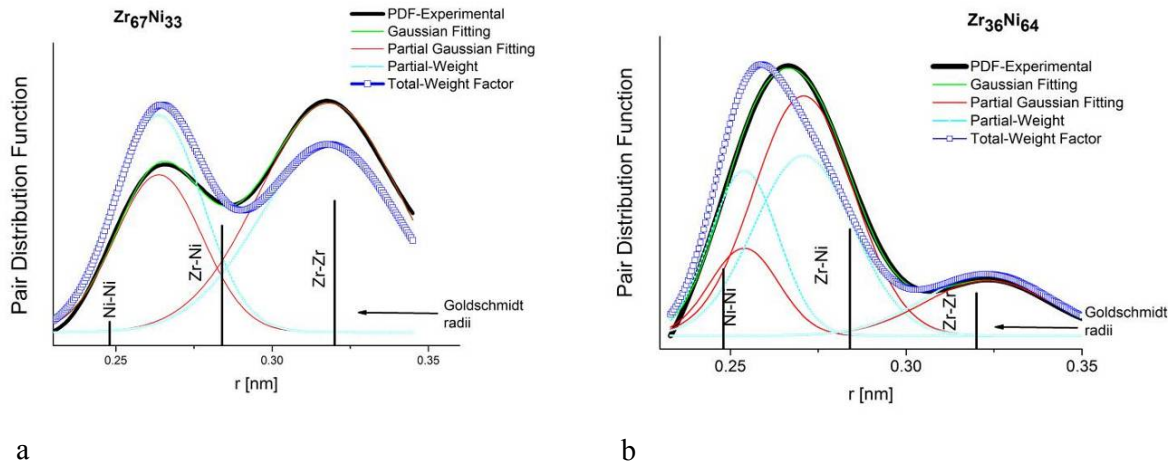 Zr67Ni33
PDF-Experimental
Gaussian Fitting
Partial Gaussian Fitting
Partial-Weight
Total-Weight Factor
Pair Distribution Function
Ni-Ni
Zr-Ni
Zr-Zr
Goldschmidt
radii
0.25
0.30
0.35
r [nm]
a
Zr36Ni64
PDF-Experimental
Gaussian Fitting
Partial Gaussian Fitting
Partial-Weight
Total-Weight Factor
Pair Distribution Function
Ni-Ni
Zr-Ni
Zr-Zr
Goldschmidt
radii
0.25
0.30
0.35
r [nm]
b